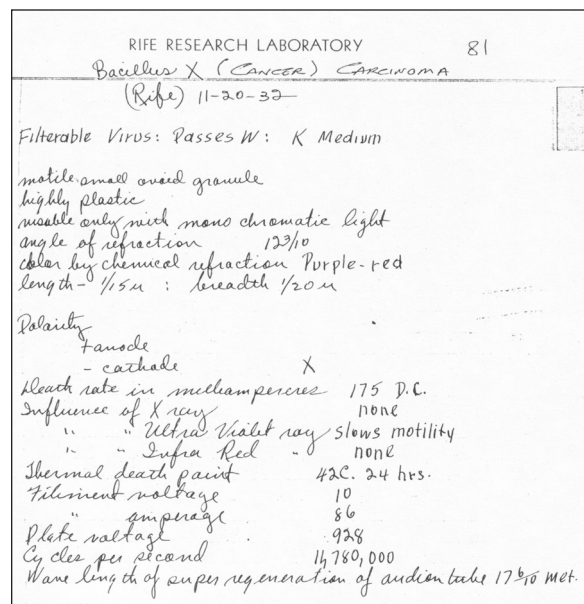 RIFE RESEARCH LABORATORY 81
Bacillus X (CANCER) CARCINOMA
(Rife) 11-20-32
Filterable Virus: Passes W: K Medium
motile small ovoid granule
highly plastic
visable only with mono chromatic light
angle of refraction 12 3/10
color by chemical refraction Purple-red
length - 1/15 u : breadth 1/20 u
Polarity
+ anode
- cathode X
Death rate in milliamperes 175 D.C.
Influence of X ray none
" " Ultra Violet ray slows motility
" " Infra Red " none
Thermal death point 42C. 24 hrs.
Filiment voltage 10
" amperage 86
Plate voltage 928
Cycles per second 11,780,000
Wave length of super regeneration of audion tube 17 6/10 met.